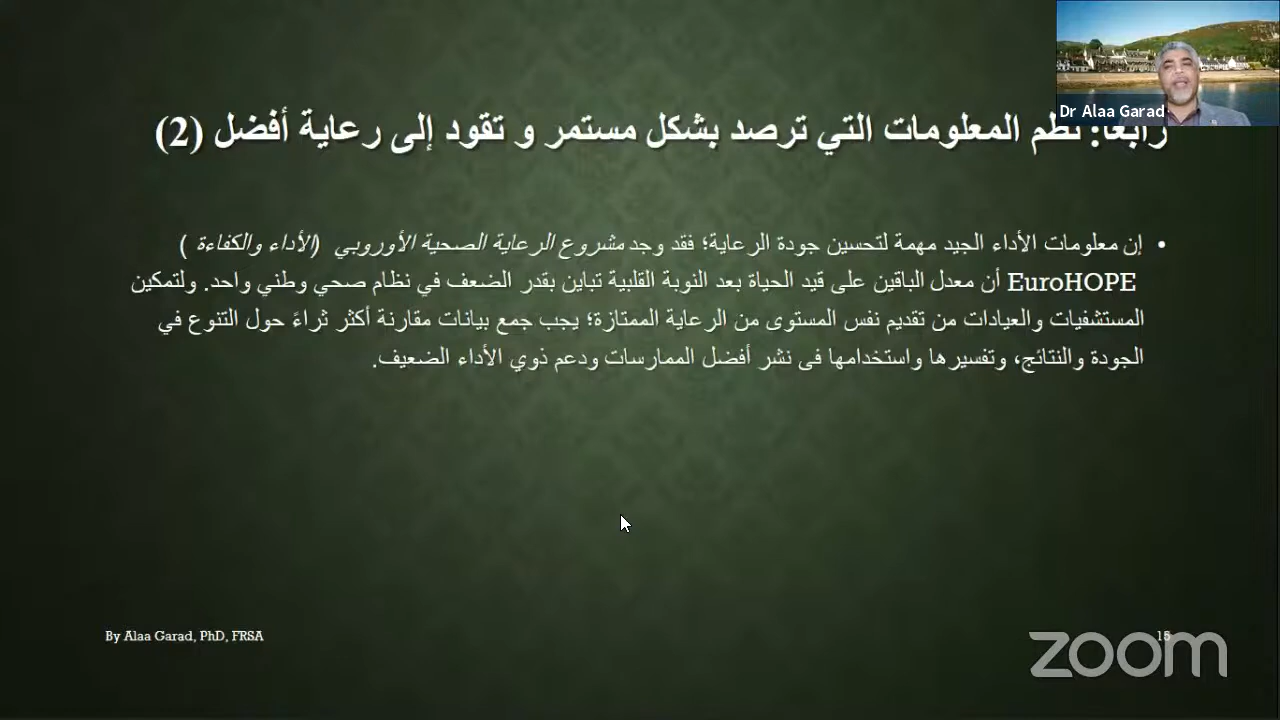 Dr Alaa Garad
رابعا: نظم المعلومات التي ترصد بشكل مستمر و تقود إلى رعاية أفضل (2)
• إن معلومات الأداء الجيد مهمة لتحسين جودة الرعاية؛ فقد وجد مشروع الرعاية الصحية الأوروبي (الأداء والكفاءة )
EuroHOPE أن معدل الباقين على قيد الحياة بعد النوبة القلبية تباين بقدر الضعف في نظام صحي وطني واحد. ولتمكين
المستشفيات والعيادات من تقديم نفس المستوى من الرعاية الممتازة؛ يجب جمع بيانات مقارنة أكثر ثراءً حول التنوع في
الجودة والنتائج، وتفسيرها واستخدامها فى نشر أفضل الممارسات ودعم ذوي الأداء الضعيف.
By Alaa Garad, PhD, FRSA
15
zoom